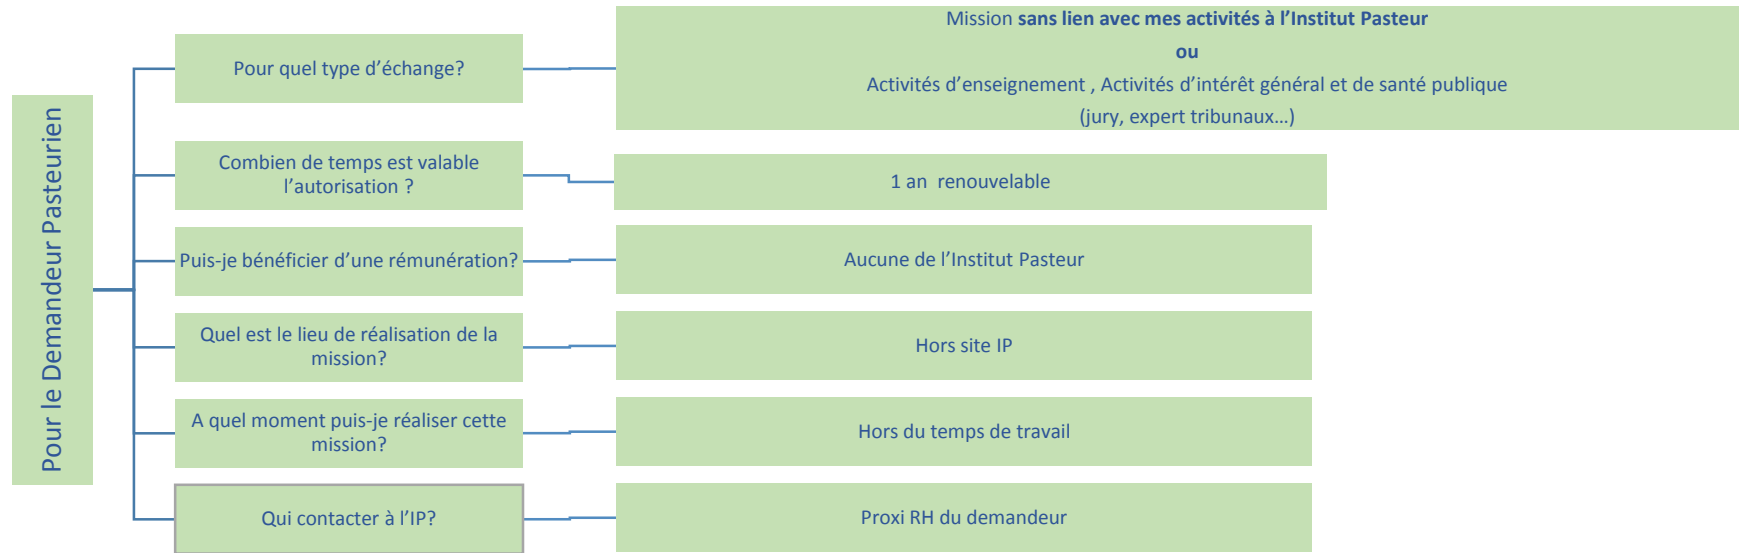 Pour le Demandeur Pasteurien
Pour quel type d’échange?
Mission sans lien avec mes activités à l’Institut Pasteur
ou
Activités d’enseignement , Activités d’intérêt général et de santé publique
(jury, expert tribunaux…)
Combien de temps est valable
l’autorisation ?
1 an  renouvelable
Puis-je bénéficier d’une rémunération?
Aucune de l’Institut Pasteur
Quel est le lieu de réalisation de la
mission?
Hors site IP
A quel moment puis-je réaliser cette
mission?
Hors du temps de travail
Qui contacter à l’IP?
Proxi RH du demandeur